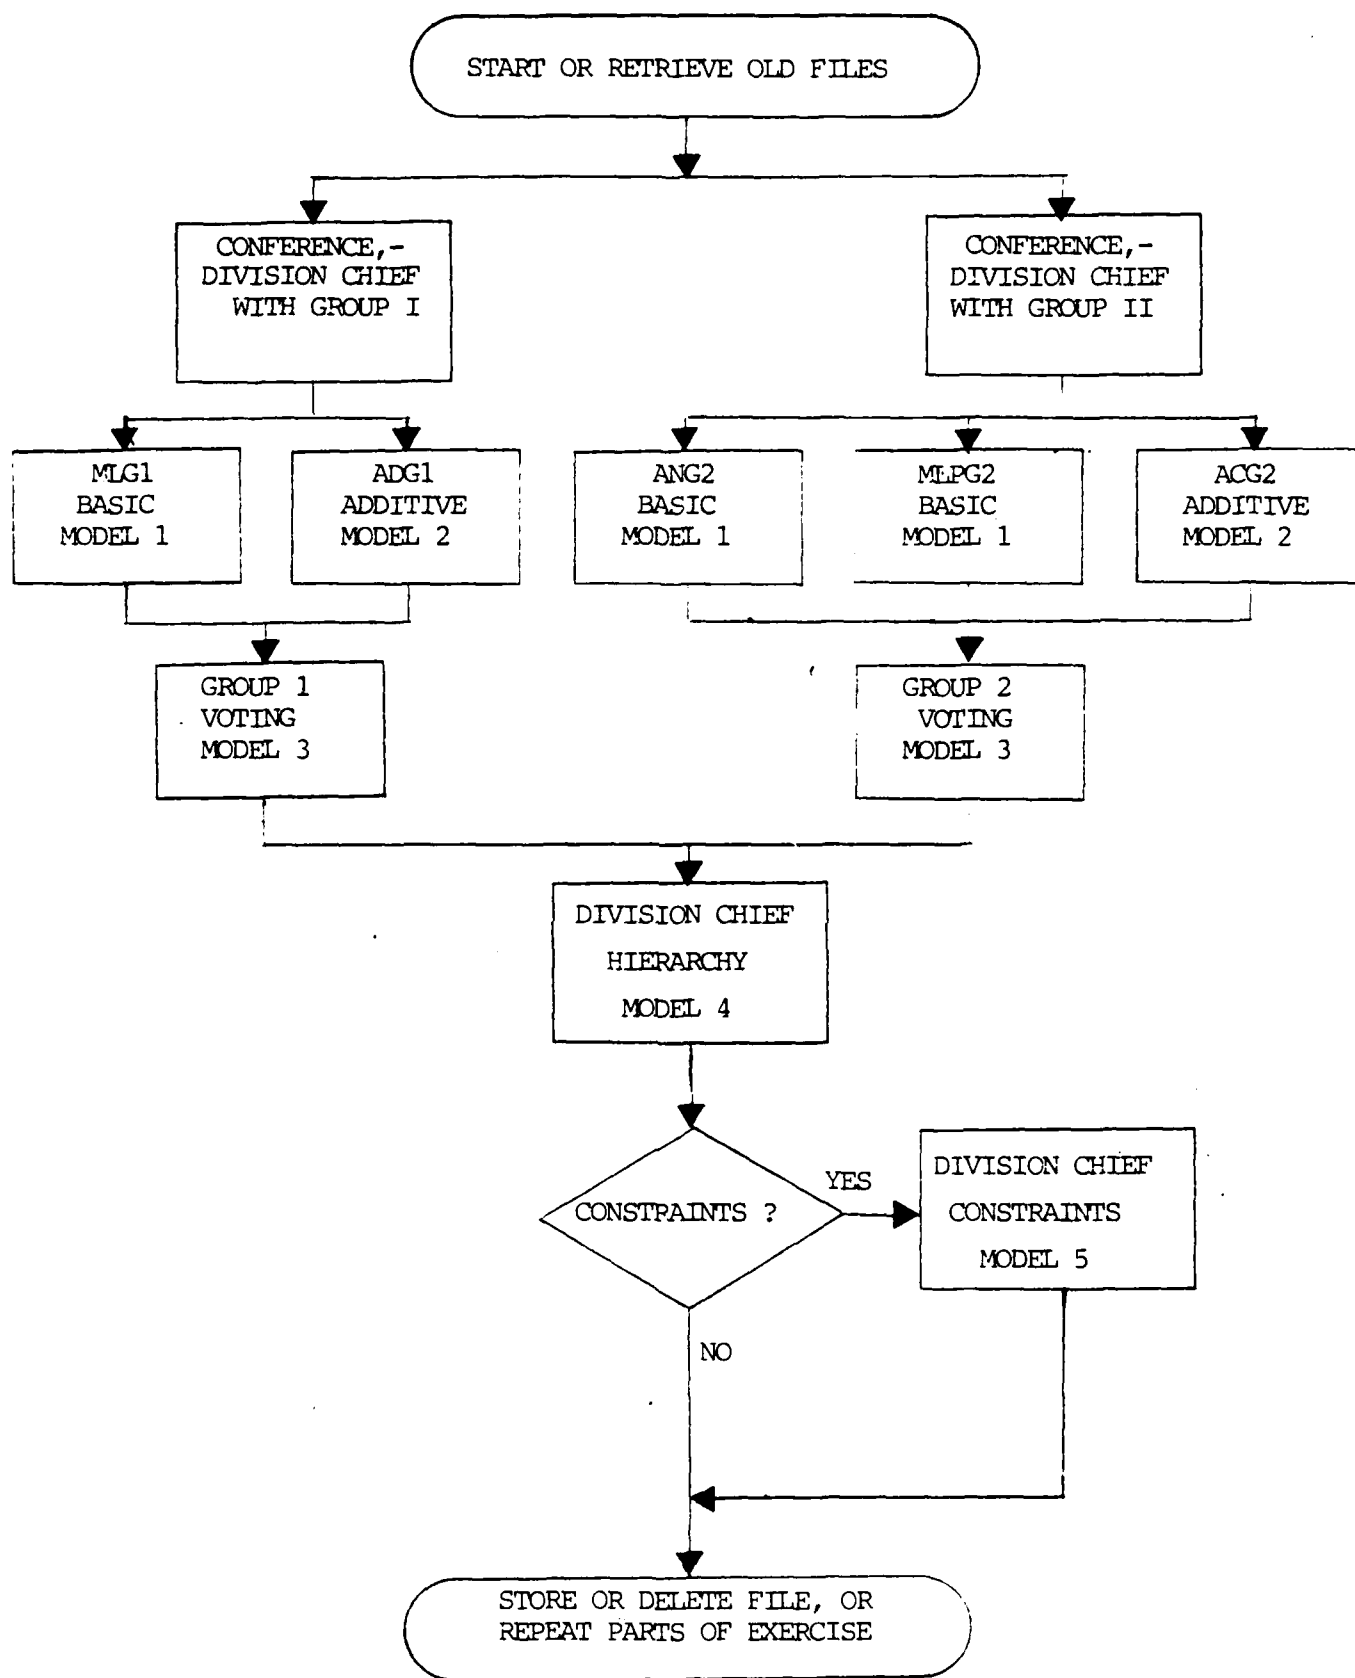 START OR RETRIEVE OLD FILES
CONFERENCE,-
DIVISION CHIEF
WITH GROUP I
CONFERENCE,-
DIVISION CHIEF
WITH GROUP II
MLG1
BASIC
MODEL 1
ADG1
ADDITIVE
MODEL 2
ANG2
BASIC
MODEL 1
MLPG2
BASIC
MODEL 1
ACG2
ADDITIVE
MODEL 2
GROUP 1
VOTING
MODEL 3
GROUP 2
VOTING
MODEL 3
DIVISION CHIEF
HIERARCHY
MODEL 4
CONSTRAINTS ?
YES
DIVISION CHIEF
CONSTRAINTS
MODEL 5
NO
STORE OR DELETE FILE, OR
REPEAT PARTS OF EXERCISE